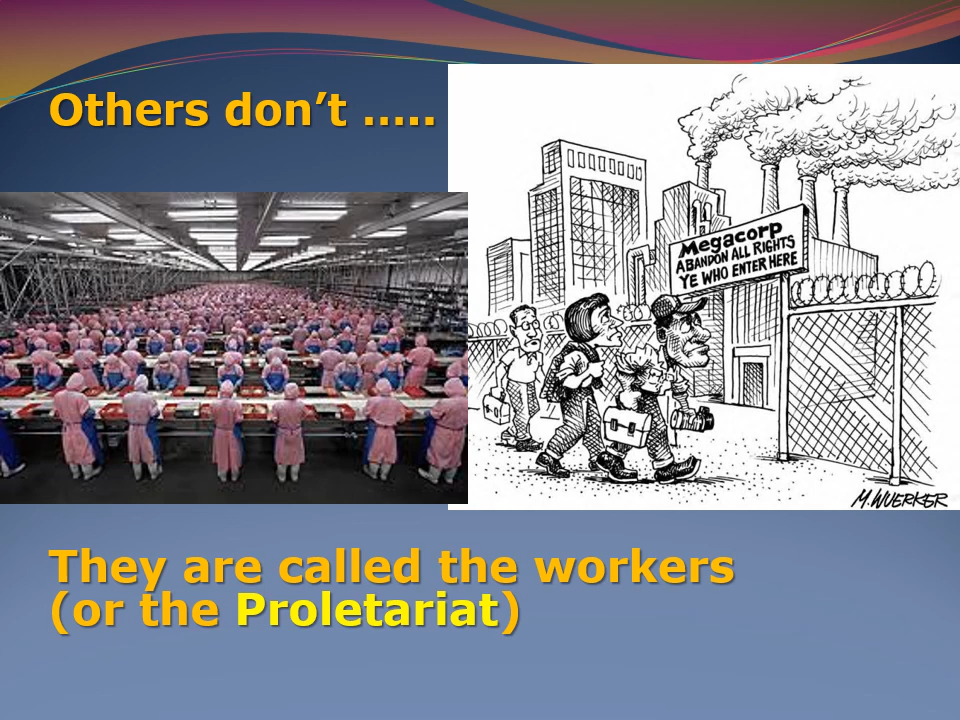 Others don’t .....
Megacorp
ABANDON ALL RIGHTS
YE WHO ENTER HERE
M.WUERKER
They are called the workers
(or the Proletariat)